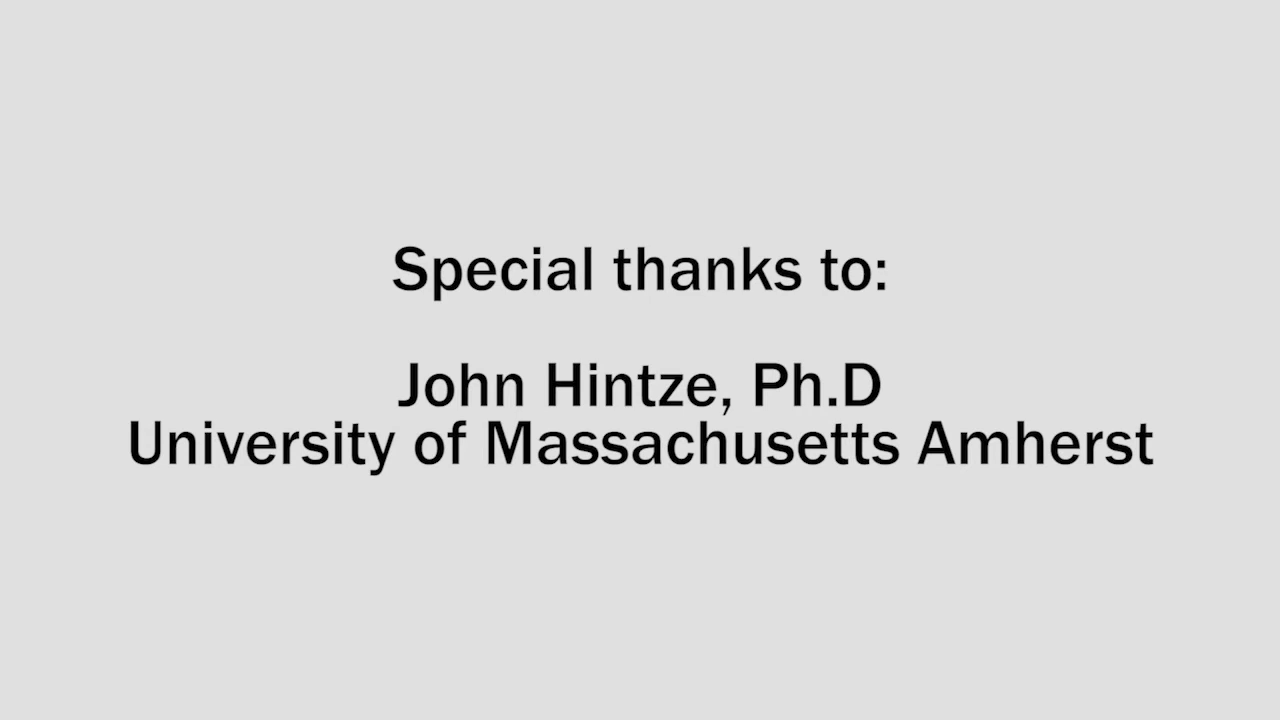 Special thanks to:
John Hintze, Ph.D
University of Massachusetts Amherst